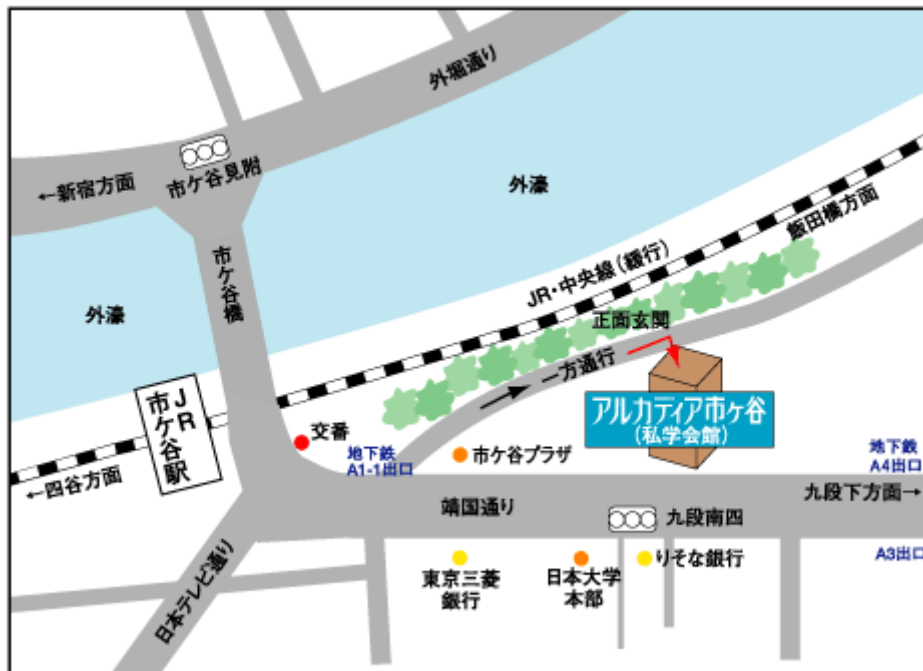 外堀通り
←新宿方面
市ケ谷見附
外濠
飯田橋方面
市ケ谷橋
JR・中央線(緩行)
外濠
正面玄関
一方通行
JR
市ケ谷駅
アルカディア市ヶ谷
(私学会館)
交番
地下鉄
A1-1出口
市ケ谷プラザ
地下鉄
A4出口
←四谷方面
九段下方面→
靖国通り
九段南四
日本テレビ通り
東京三菱
銀行
日本大学
本部
りそな銀行
A3出口